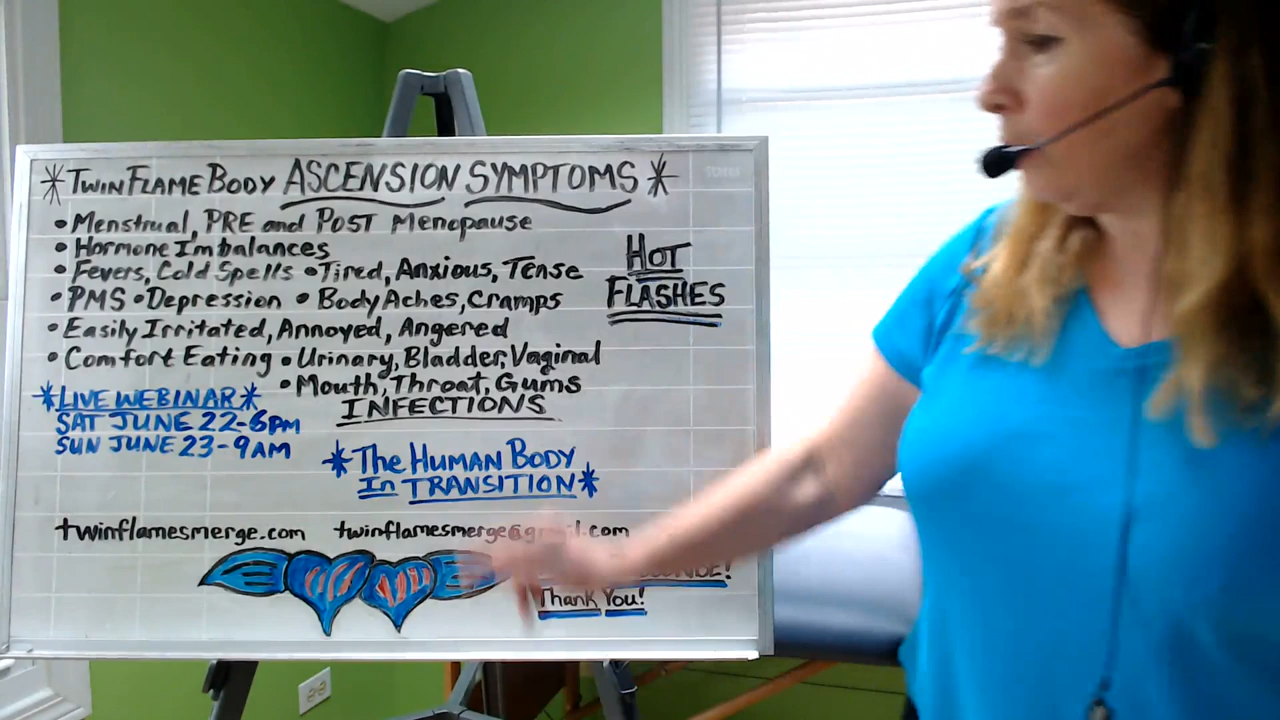 *TWIN FLAME BODY ASCENSION SYMPTOMS*
• Menstrual, PRE and POST Menopause
• Hormone Imbalances
• Fevers, Cold Spells • Tired, Anxious, Tense
• PMS • Depression • Body Aches, Cramps
• Easily Irritated, Annoyed, Angered
• Comfort Eating • Urinary, Bladder, Vaginal
• Mouth, Throat, Gums
INFECTIONS
HOT
FLASHES
*LIVE WEBINAR*
SAT JUNE 22-6PM
SUN JUNE 23-9AM
*The HUMAN BODY
In TRANSITION*
twinflamesmerge.com twinflamesmerge@gmail.com
Thank You!